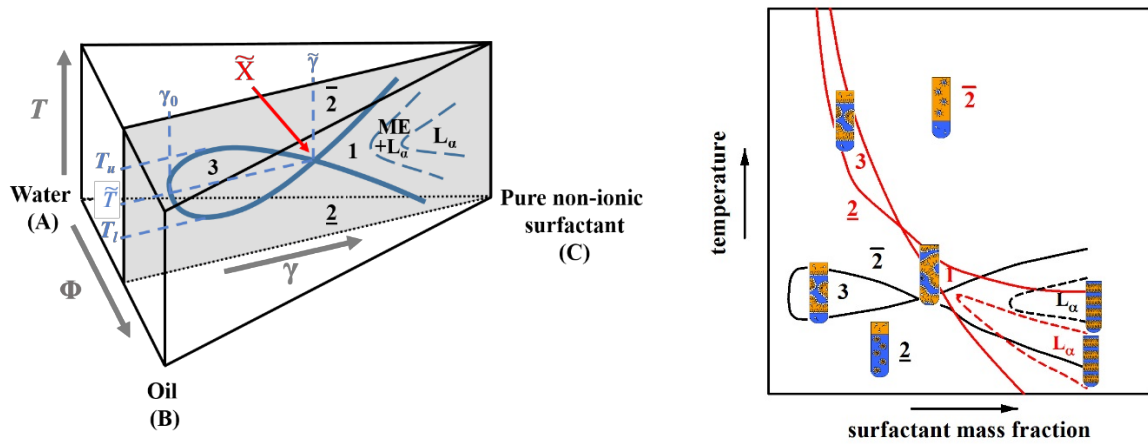 T
Water
(A)
Φ
Oil
(B)
γ₀
T_u
T̃
T_l
3
X̃
γ̃
2̅
1
2̲
γ
ME
+L_α
L_α
Pure non-ionic
surfactant
(C)
temperature
3
2̲
2̅
2̅
3
1
2̲
L_α
L_α
surfactant mass fraction